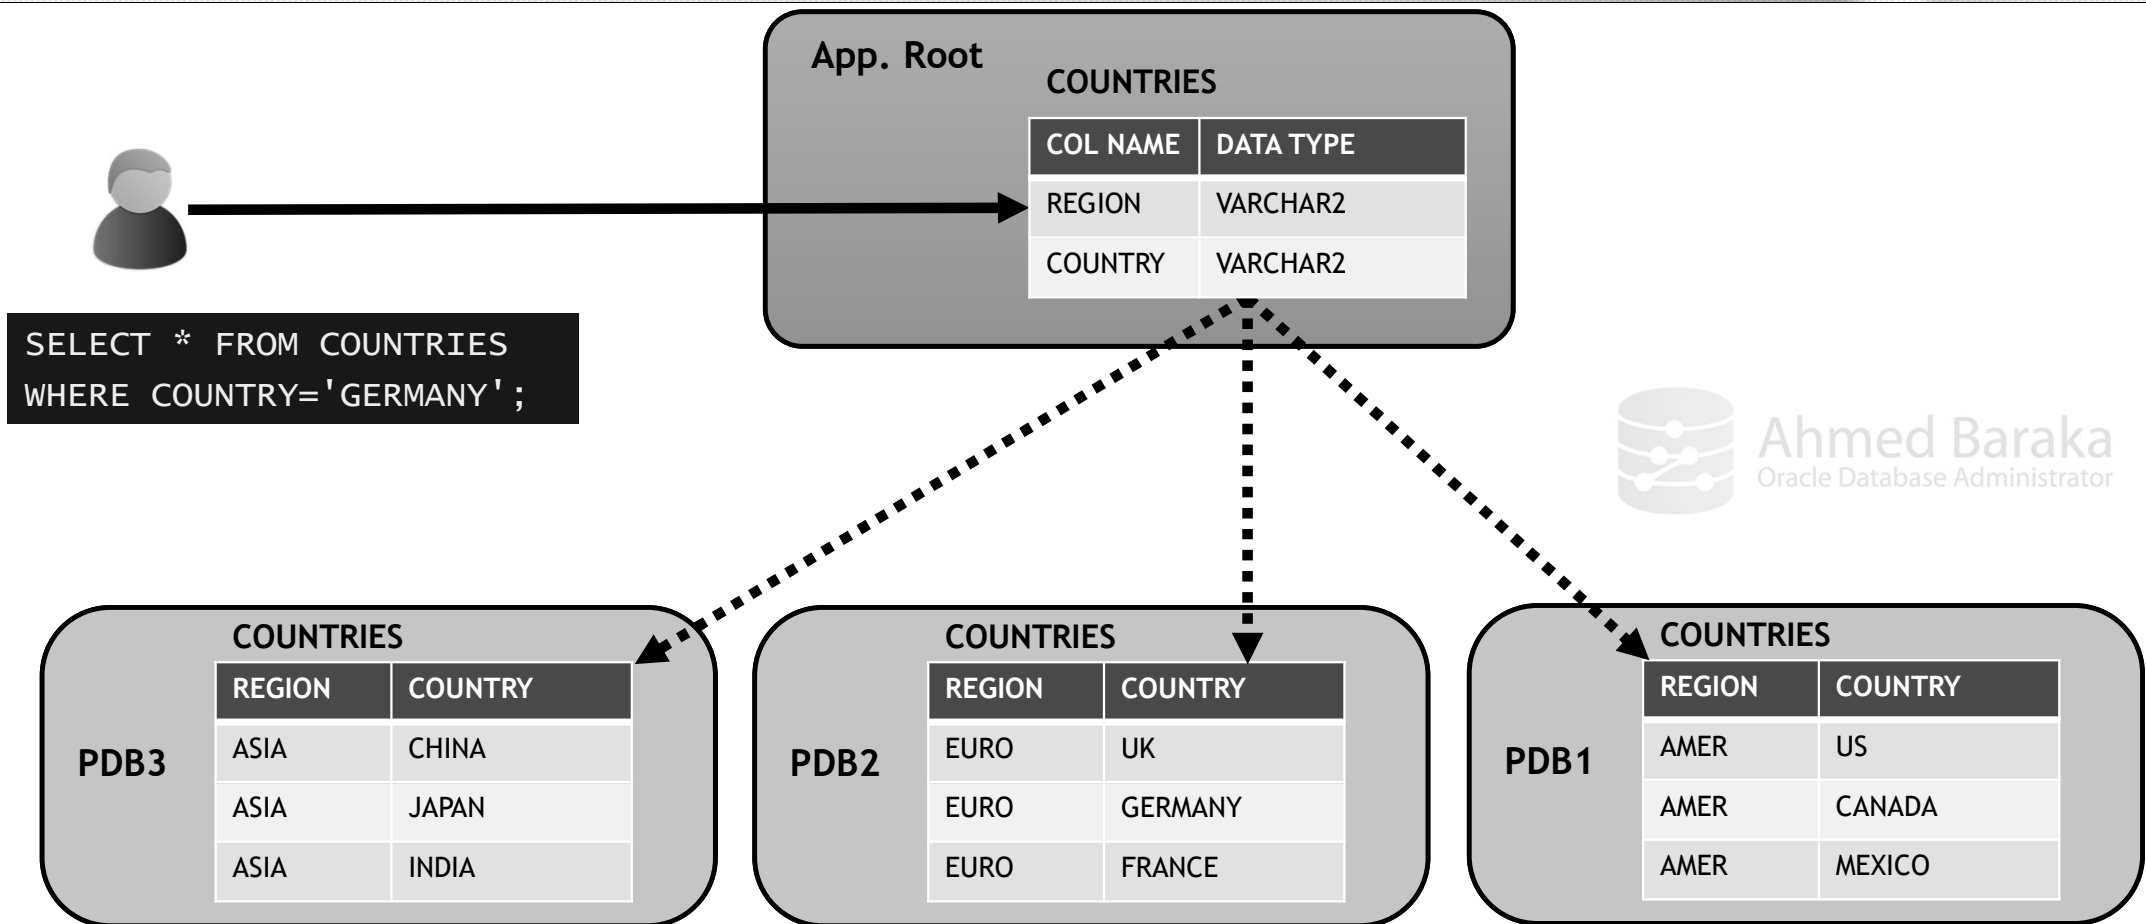 App. Root
COUNTRIES
COL NAME DATA TYPE
REGION VARCHAR2
COUNTRY VARCHAR2
SELECT * FROM COUNTRIES
WHERE COUNTRY='GERMANY';
Ahmed Baraka
Oracle Database Administrator
COUNTRIES
REGION COUNTRY
PDB3
ASIA CHINA
ASIA JAPAN
ASIA INDIA
COUNTRIES
REGION COUNTRY
PDB2
EURO UK
EURO GERMANY
EURO FRANCE
COUNTRIES
REGION COUNTRY
PDB1
AMER US
AMER CANADA
AMER MEXICO